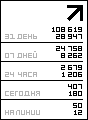 108 619
31 ДЕНЬ 28 947
24 758
07 ДНЕЙ 8 262
2 679
24 ЧАСА 1 206
407
СЕГОДНЯ 180
50
НА ЛИНИИ 12